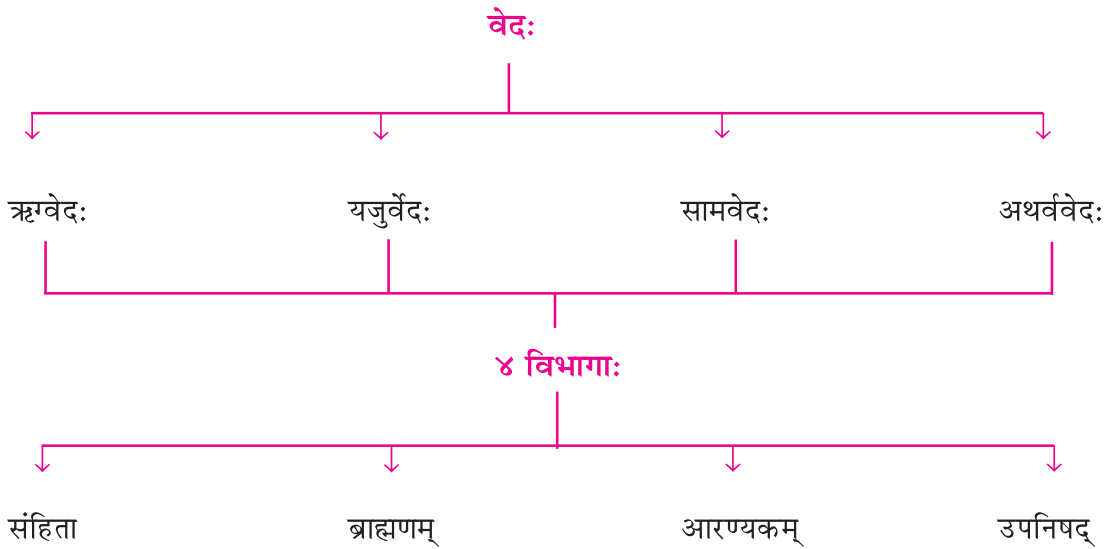 वेदः
ऋग्वेदः यजुर्वेदः सामवेदः अथर्ववेदः
४ विभागाः
संहिता ब्राह्मणम् आरण्यकम् उपनिषद्